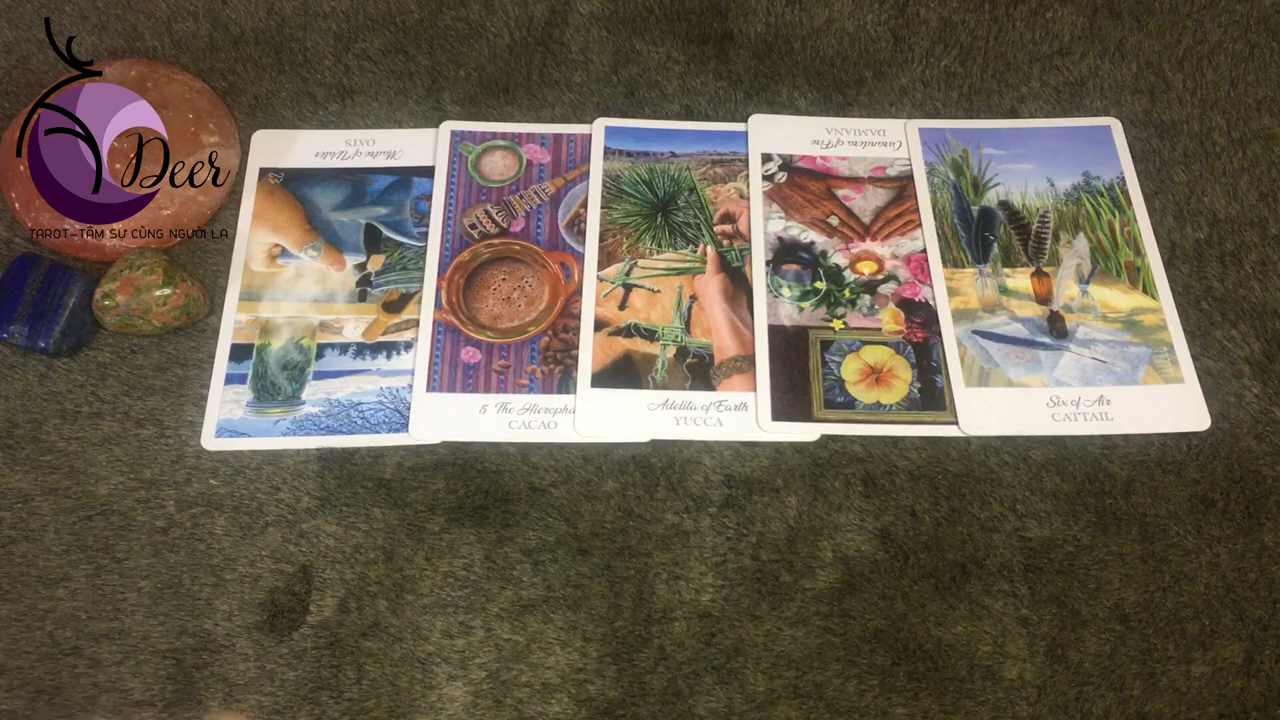 Deer
TAROT-TÂM SỰ CÙNG NGƯỜI LẠ
Madre of Water
OATS
5 The Hieropha
CACAO
Adelita of Earth
YUCCA
Curandera of Fire
DAMIANA
Six of Air
CATTAIL